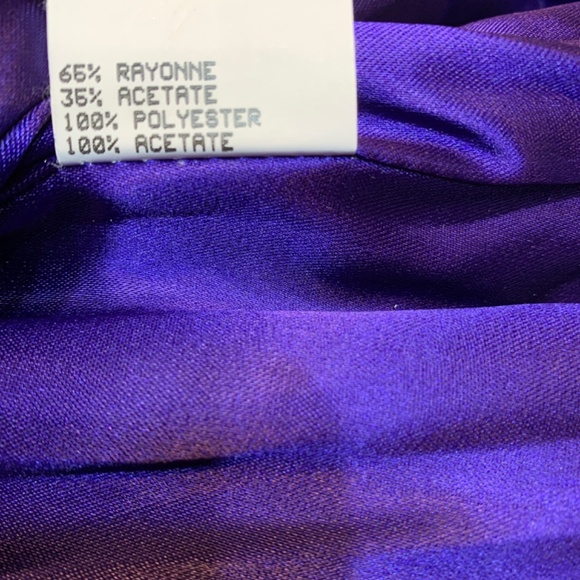 65% RAYONNE
35% ACETATE
100% POLYESTER
100% ACETATE